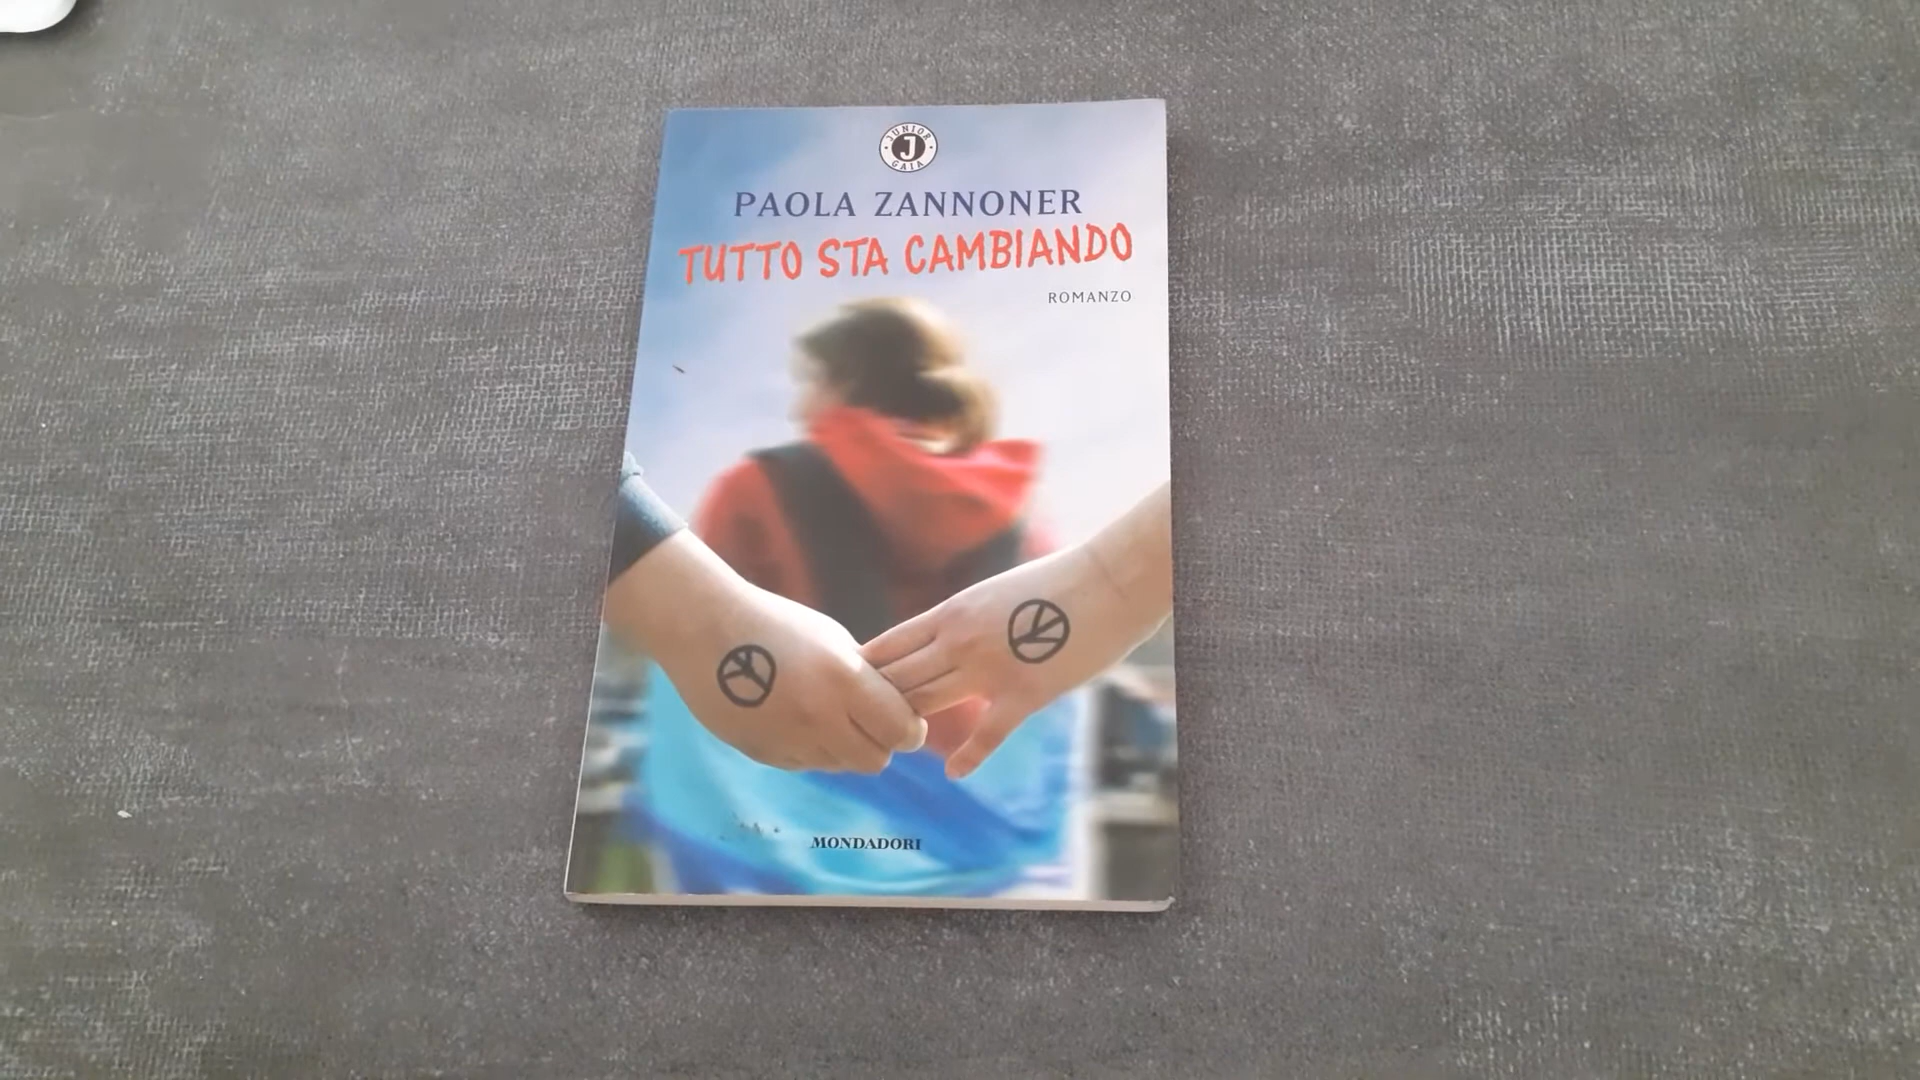 JUNIOR
J
GAIA
PAOLA ZANNONER
TUTTO STA CAMBIANDO
ROMANZO
MONDADORI